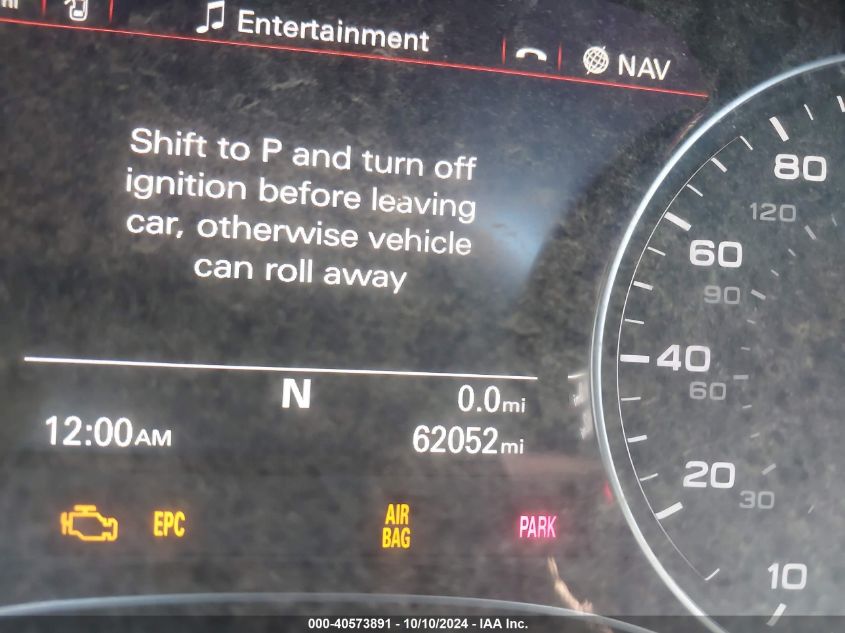 Entertainment
NAV
Shift to P and turn off
ignition before leaving
car, otherwise vehicle
can roll away
N
0.0mi
12:00AM
62052mi
EPC
AIR
BAG
PARK
80
120
60
90
40
60
20
30
10
000-40573891 - 10/10/2024 - IAA Inc.